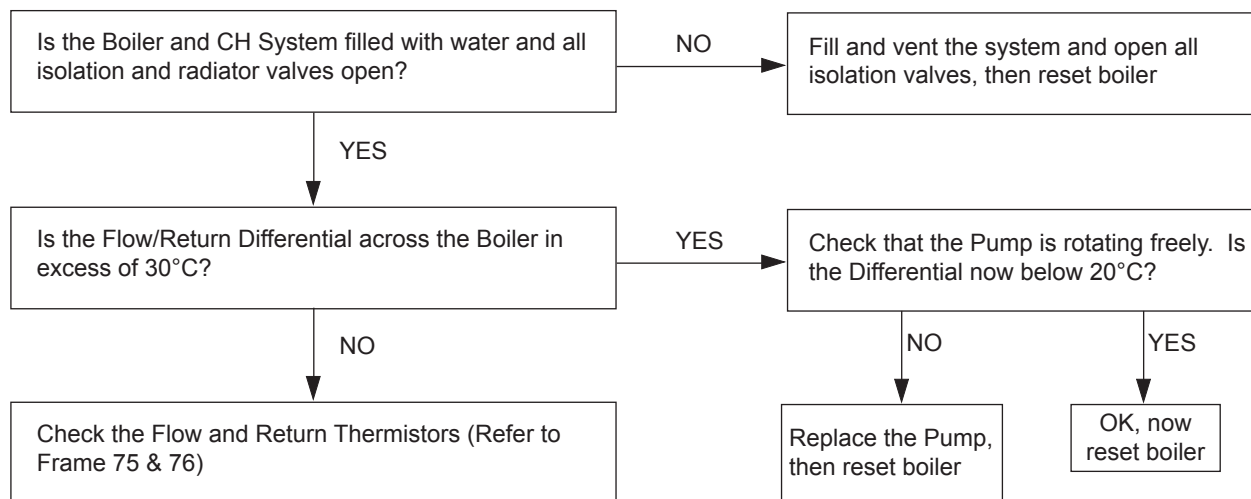 Is the Boiler and CH System filled with water and all
isolation and radiator valves open?
NO
Fill and vent the system and open all
isolation valves, then reset boiler
YES
Is the Flow/Return Differential across the Boiler in
excess of 30°C?
YES
Check that the Pump is rotating freely.  Is
the Differential now below 20°C?
NO
NO
YES
Check the Flow and Return Thermistors (Refer to
Frame 75 & 76)
Replace the Pump,
then reset boiler
OK, now
reset boiler